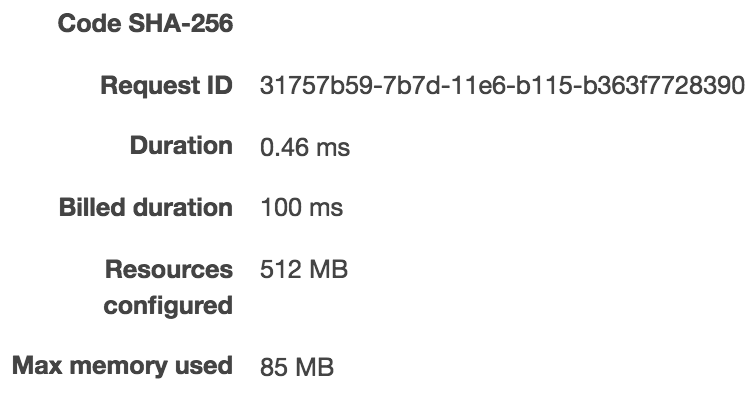 Code SHA-256
Request ID 31757b59-7b7d-11e6-b115-b363f7728390
Duration 0.46 ms
Billed duration 100 ms
Resources 512 MB
configured
Max memory used 85 MB